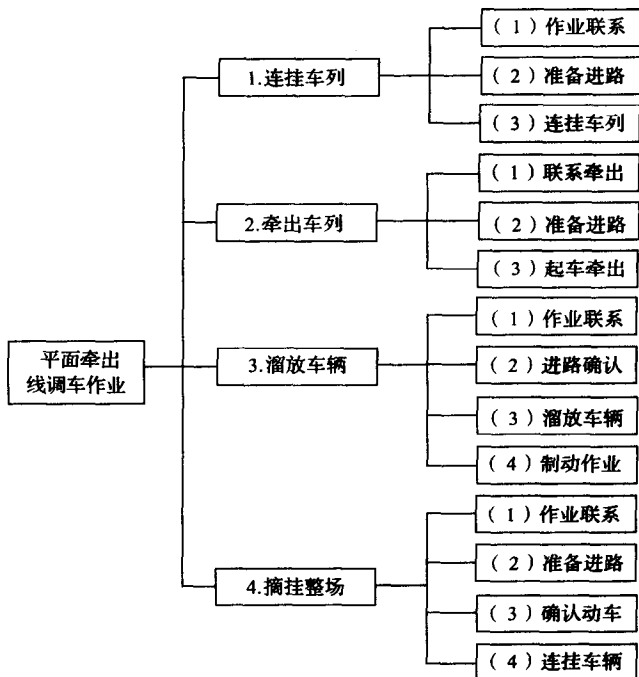 平面牵出
线调车作业
1.连挂车列
(1)作业联系
(2)准备进路
(3)连挂车列
2.牵出车列
(1)联系牵出
(2)准备进路
(3)起车牵出
3.溜放车辆
(1)作业联系
(2)进路确认
(3)溜放车辆
(4)制动作业
4.摘挂整场
(1)作业联系
(2)准备进路
(3)确认动车
(4)连挂车辆